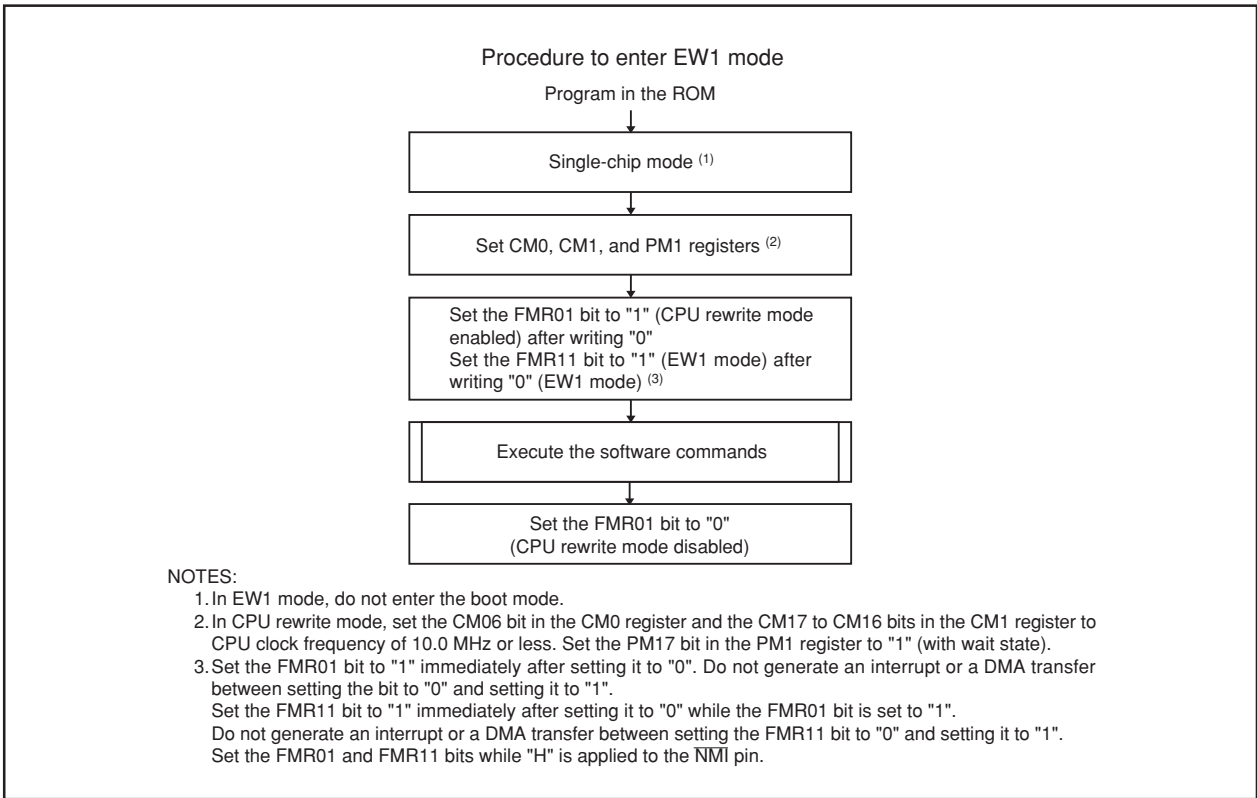 Procedure to enter EW1 mode
Program in the ROM
Single-chip mode (1)
Set CM0, CM1, and PM1 registers (2)
Set the FMR01 bit to "1" (CPU rewrite mode
enabled) after writing "0"
Set the FMR11 bit to "1" (EW1 mode) after
writing "0" (EW1 mode) (3)
Execute the software commands
Set the FMR01 bit to "0"
(CPU rewrite mode disabled)
NOTES:
1. In EW1 mode, do not enter the boot mode.
2. In CPU rewrite mode, set the CM06 bit in the CM0 register and the CM17 to CM16 bits in the CM1 register to
CPU clock frequency of 10.0 MHz or less. Set the PM17 bit in the PM1 register to "1" (with wait state).
3. Set the FMR01 bit to "1" immediately after setting it to "0". Do not generate an interrupt or a DMA transfer
between setting the bit to "0" and setting it to "1".
Set the FMR11 bit to "1" immediately after setting it to "0" while the FMR01 bit is set to "1".
Do not generate an interrupt or a DMA transfer between setting the FMR11 bit to "0" and setting it to "1".
Set the FMR01 and FMR11 bits while "H" is applied to the N̅M̅I̅ pin.